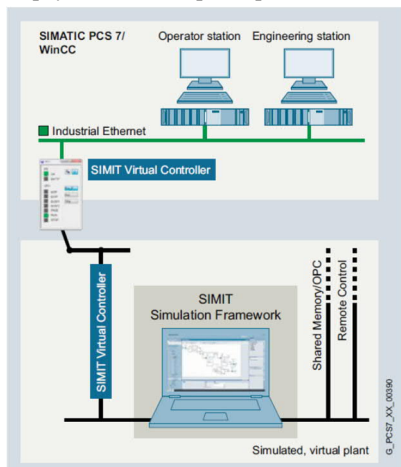 SIMATIC PCS 7/
WinCC
Operator station
Engineering station
Industrial Ethernet
SIMIT Virtual Controller
SIMIT Virtual Controller
SIMIT
Simulation Framework
Shared Memory/OPC
Remote Control
Simulated, virtual plant
G_PCS7_XX_00390